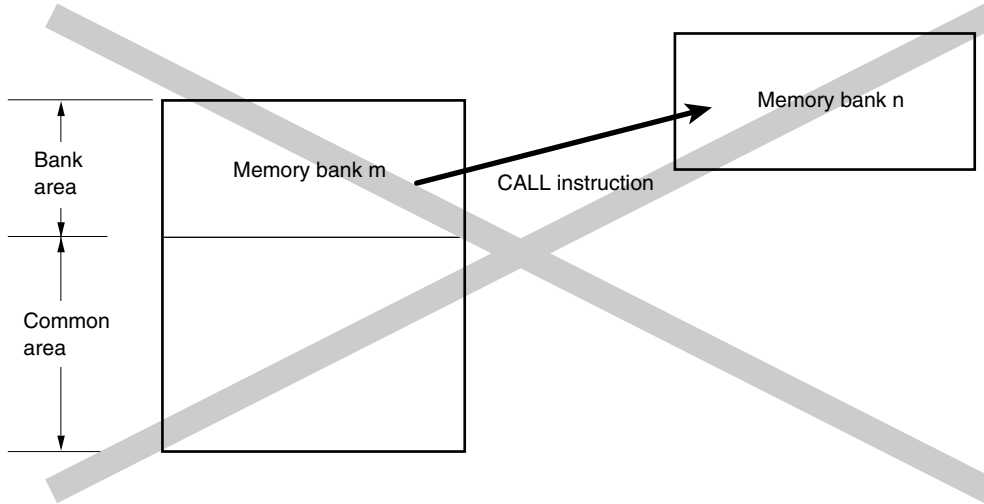 Memory bank n
Bank
area
Memory bank m
CALL instruction
Common
area